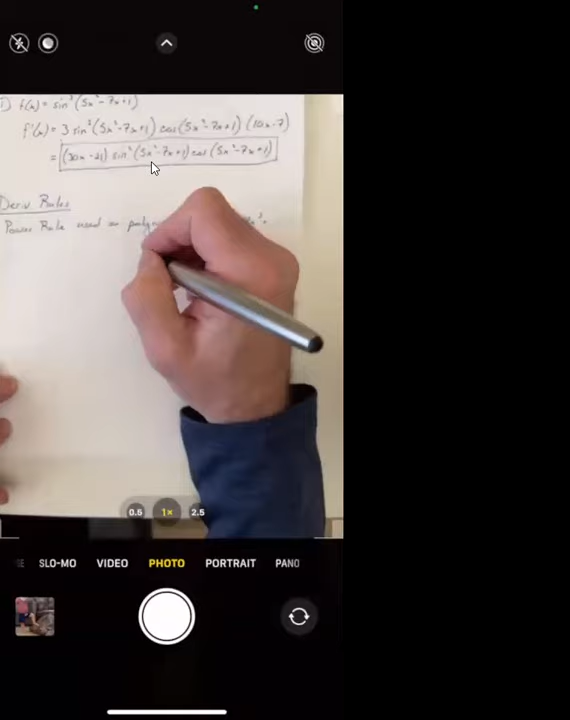 1) f(x) = sin³(5x²-7x+1)
f'(x) = 3 sin²(5x²-7x+1) cos(5x²-7x+1) (10x-7)
= (30x-21) sin²(5x²-7x+1) cos(5x²-7x+1)
Deriv Rules
Power Rule used on
0.5 1× 2.5
SLO-MO VIDEO PHOTO PORTRAIT PANO